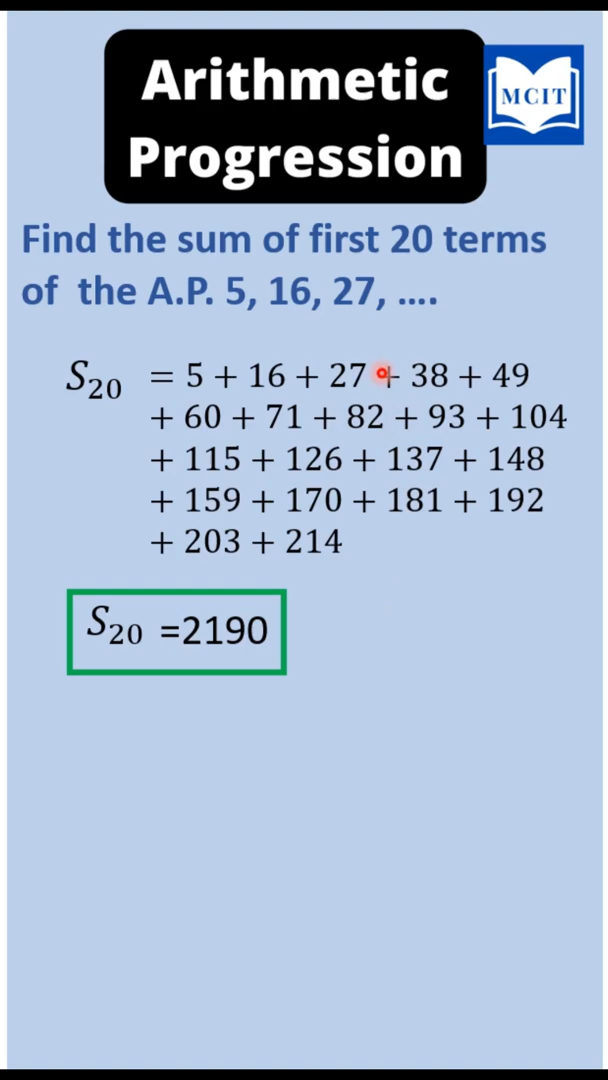 Arithmetic
Progression
MCIT
Find the sum of first 20 terms
of the A.P. 5, 16, 27, ....
S₂₀ = 5 + 16 + 27 + 38 + 49
+ 60 + 71 + 82 + 93 + 104
+ 115 + 126 + 137 + 148
+ 159 + 170 + 181 + 192
+ 203 + 214
S₂₀ =2190